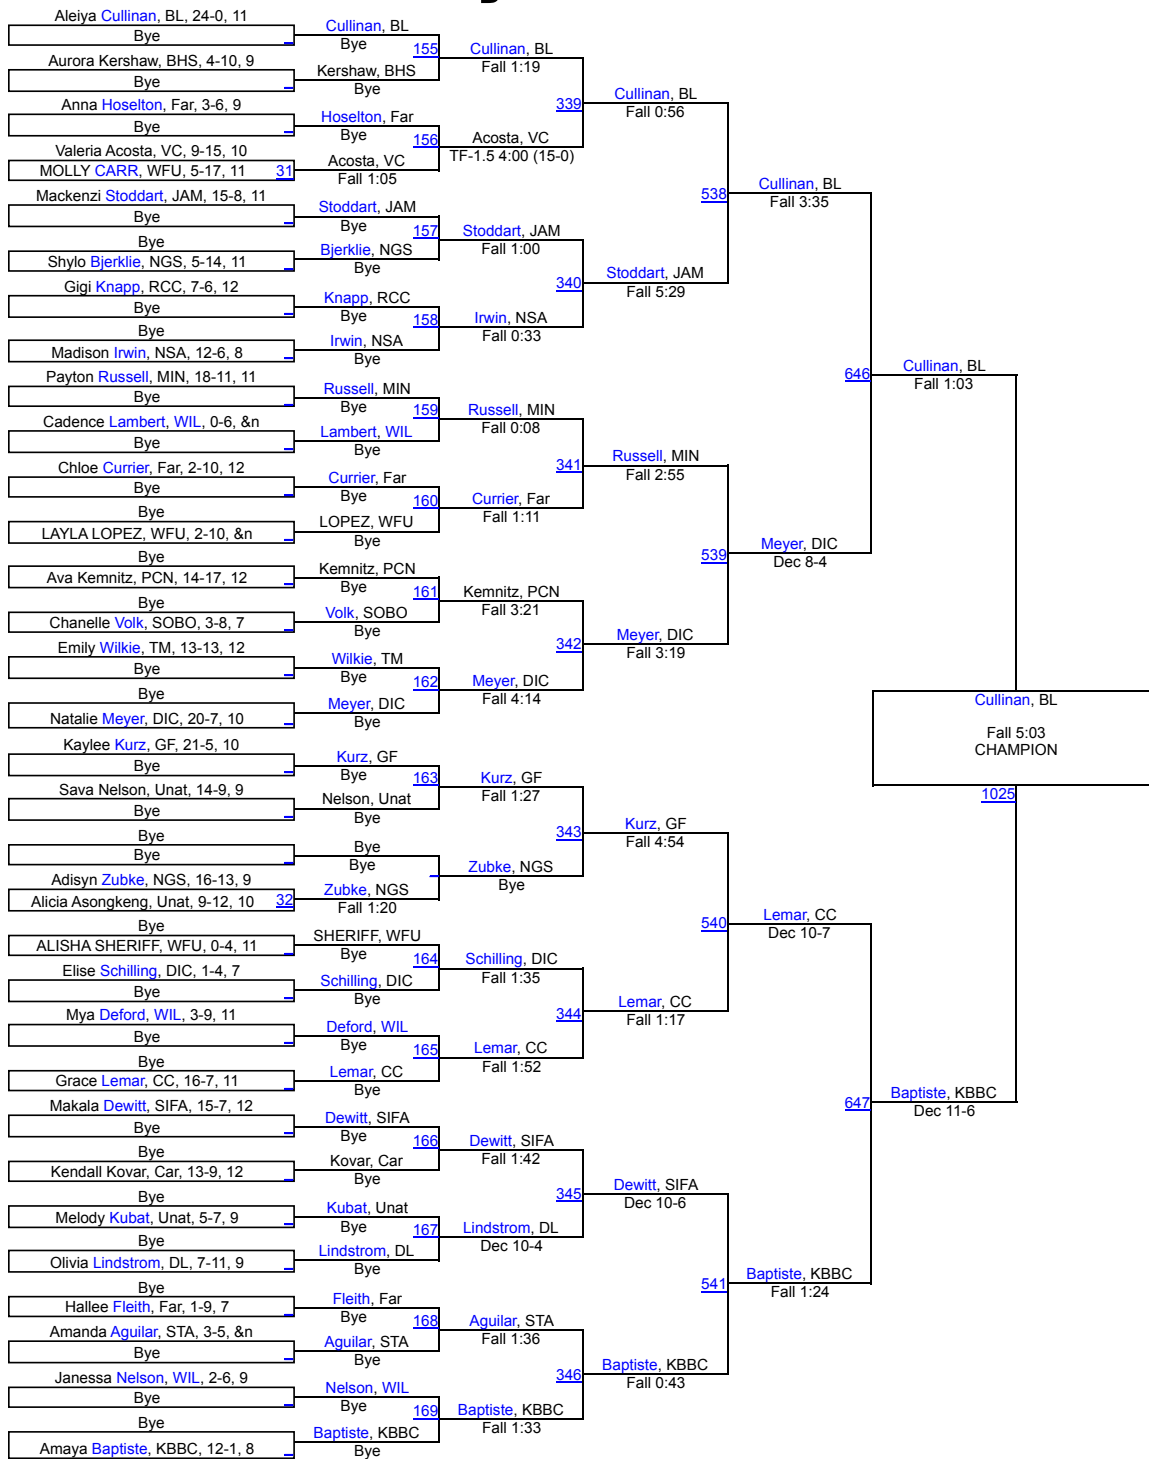 Aleiya Cullinan, BL, 24-0, 11
Bye
Aurora Kershaw, BHS, 4-10, 9
Bye
Anna Hoselton, Far, 3-6, 9
Bye
Valeria Acosta, VC, 9-15, 10
MOLLY CARR, WFU, 5-17, 11 31
Mackenzi Stoddart, JAM, 15-8, 11
Bye
Bye
Shylo Bjerklie, NGS, 5-14, 11
Gigi Knapp, RCC, 7-6, 12
Bye
Bye
Madison Irwin, NSA, 12-6, 8
Payton Russell, MIN, 18-11, 11
Bye
Cadence Lambert, WIL, 0-6, &n
Bye
Chloe Currier, Far, 2-10, 12
Bye
Bye
LAYLA LOPEZ, WFU, 2-10, &n
Bye
Ava Kemnitz, PCN, 14-17, 12
Bye
Chanelle Volk, SOBO, 3-8, 7
Emily Wilkie, TM, 13-13, 12
Bye
Bye
Natalie Meyer, DIC, 20-7, 10
Kaylee Kurz, GF, 21-5, 10
Bye
Sava Nelson, Unat, 14-9, 9
Bye
Bye
Bye
Adisyn Zubke, NGS, 16-13, 9
Alicia Asongkeng, Unat, 9-12, 10 32
Bye
ALISHA SHERIFF, WFU, 0-4, 11
Elise Schilling, DIC, 1-4, 7
Bye
Mya Deford, WIL, 3-9, 11
Bye
Bye
Grace Lemar, CC, 16-7, 11
Makala Dewitt, SIFA, 15-7, 12
Bye
Bye
Kendall Kovar, Car, 13-9, 12
Bye
Melody Kubat, Unat, 5-7, 9
Bye
Olivia Lindstrom, DL, 7-11, 9
Bye
Hallee Fleith, Far, 1-9, 7
Amanda Aguilar, STA, 3-5, &n
Bye
Janessa Nelson, WIL, 2-6, 9
Bye
Bye
Amaya Baptiste, KBBC, 12-1, 8
Cullinan, BL
Bye
155
Kershaw, BHS
Bye
Hoselton, Far
Bye
156
Acosta, VC
Fall 1:05
Stoddart, JAM
Bye
157
Bjerklie, NGS
Bye
Knapp, RCC
Bye
158
Irwin, NSA
Bye
Russell, MIN
Bye
159
Lambert, WIL
Bye
Currier, Far
Bye
160
LOPEZ, WFU
Bye
Kemnitz, PCN
Bye
161
Volk, SOBO
Bye
Wilkie, TM
Bye
162
Meyer, DIC
Bye
Kurz, GF
Bye
163
Nelson, Unat
Bye
Bye
Bye
Zubke, NGS
Fall 1:20
SHERIFF, WFU
Bye
164
Schilling, DIC
Bye
Deford, WIL
Bye
165
Lemar, CC
Bye
Dewitt, SIFA
Bye
166
Kovar, Car
Bye
Kubat, Unat
Bye
167
Lindstrom, DL
Bye
Fleith, Far
Bye
168
Aguilar, STA
Bye
Nelson, WIL
Bye
169
Baptiste, KBBC
Bye
Cullinan, BL
Fall 1:19
339
Acosta, VC
TF-1.5 4:00 (15-0)
Stoddart, JAM
Fall 1:00
340
Irwin, NSA
Fall 0:33
Russell, MIN
Fall 0:08
341
Currier, Far
Fall 1:11
Kemnitz, PCN
Fall 3:21
342
Meyer, DIC
Fall 4:14
Kurz, GF
Fall 1:27
343
Zubke, NGS
Bye
Schilling, DIC
Fall 1:35
344
Lemar, CC
Fall 1:52
Dewitt, SIFA
Fall 1:42
345
Lindstrom, DL
Dec 10-4
Aguilar, STA
Fall 1:36
346
Baptiste, KBBC
Fall 1:33
Cullinan, BL
Fall 0:56
538
Stoddart, JAM
Fall 5:29
Russell, MIN
Fall 2:55
539
Meyer, DIC
Fall 3:19
Kurz, GF
Fall 4:54
540
Lemar, CC
Fall 1:17
Dewitt, SIFA
Dec 10-6
541
Baptiste, KBBC
Fall 0:43
Cullinan, BL
Fall 3:35
646
Meyer, DIC
Dec 8-4
Lemar, CC
Dec 10-7
647
Baptiste, KBBC
Fall 1:24
Cullinan, BL
Fall 1:03
Baptiste, KBBC
Dec 11-6
Cullinan, BL
Fall 5:03
CHAMPION
1025